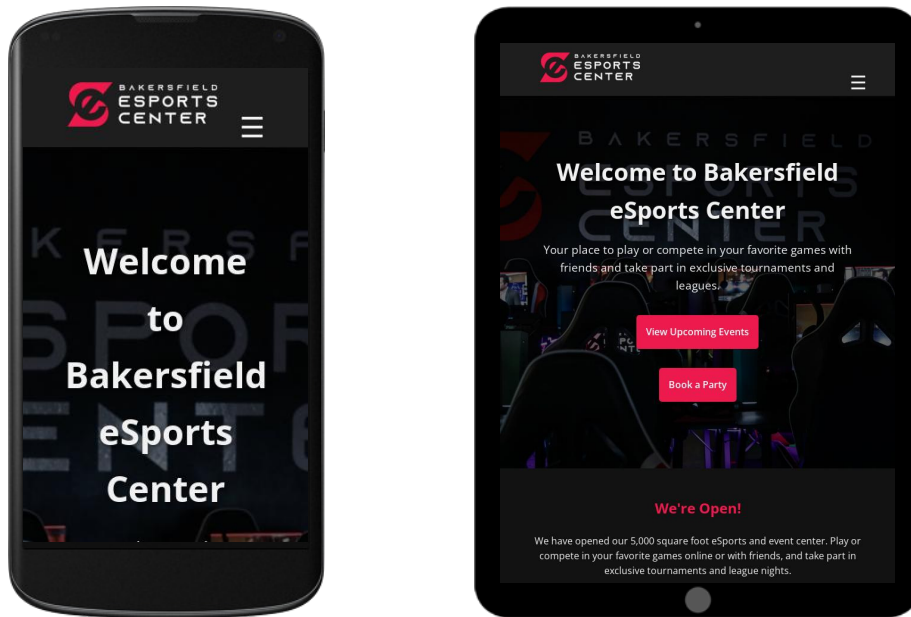 BAKERSFIELD
ESPORTS
CENTER
Welcome
to
Bakersfield
eSports
Center
BAKERSFIELD
ESPORTS
CENTER
BAKERSFIELD
ESPORTS
CENTER
Welcome to Bakersfield
eSports Center
Your place to play or compete in your favorite games with
friends and take part in exclusive tournaments and
leagues.
View Upcoming Events
Book a Party
We're Open!
We have opened our 5,000 square foot eSports and event center. Play or
compete in your favorite games online or with friends, and take part in
exclusive tournaments and league nights.